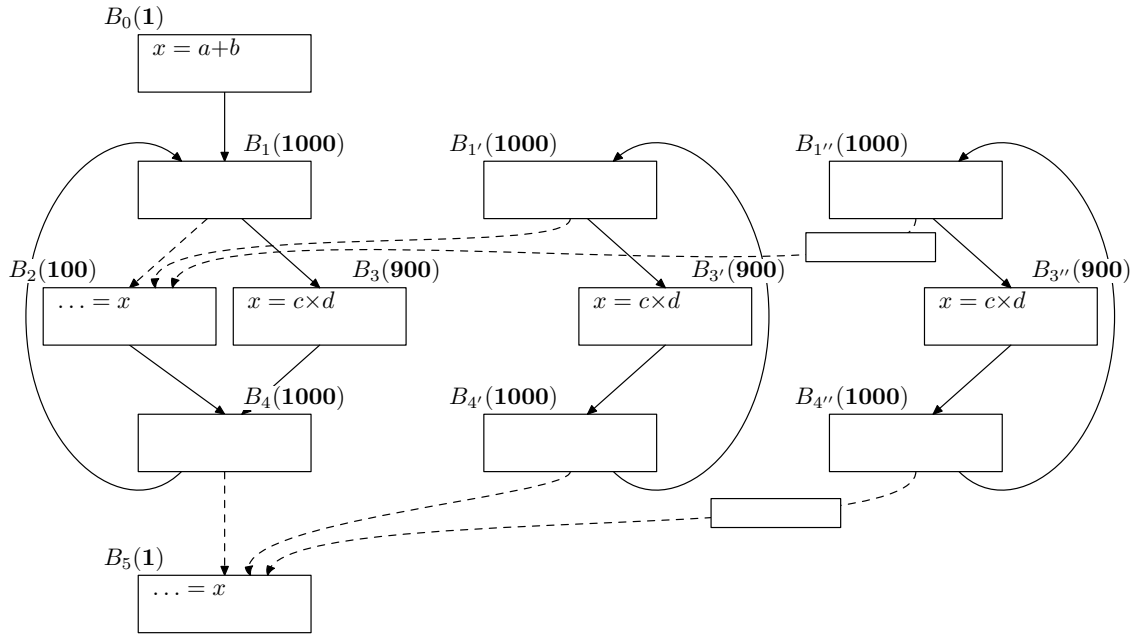 B₀(1)
x = a+b
B₁(1000)
B₁′(1000)
B₁″(1000)
B₂(100)
B₃(900)
B₃′(900)
B₃″(900)
... = x
x = c×d
x = c×d
x = c×d
B₄(1000)
B₄′(1000)
B₄″(1000)
B₅(1)
... = x